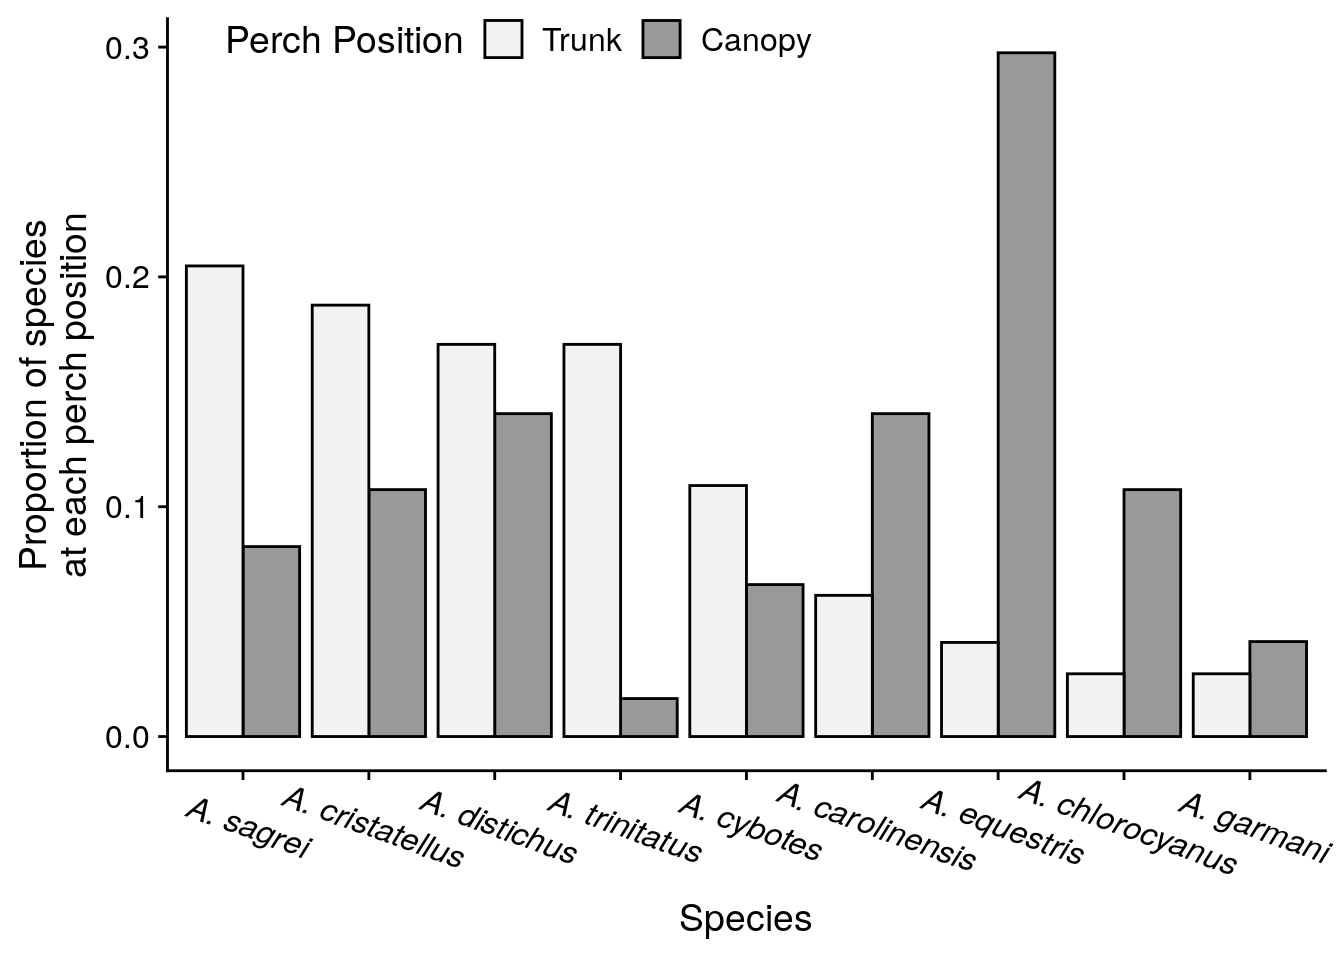 Perch Position Trunk Canopy
0.3
0.2
0.1
0.0
Proportion of species
at each perch position
A. sagrei
A. cristatellus
A. distichus
A. trinitatus
A. cybotes
A. carolinensis
A. equestris
A. chlorocyanus
A. garmani
Species